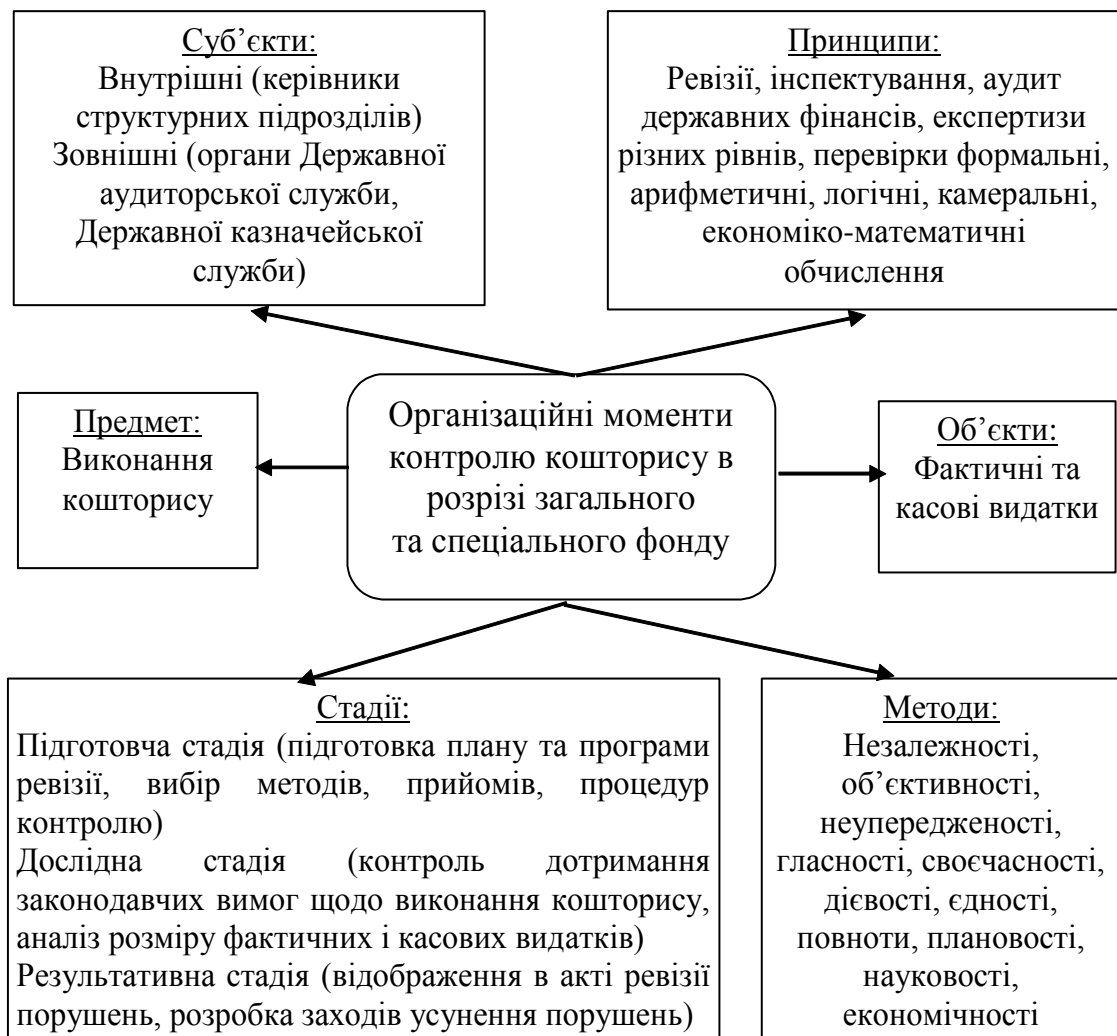 Суб’єкти:
Внутрішні (керівники
структурних підрозділів)
Зовнішні (органи Державної
аудиторської служби,
Державної казначейської
служби)
Принципи:
Ревізії, інспектування, аудит
державних фінансів, експертизи
різних рівнів, перевірки формальні,
арифметичні, логічні, камеральні,
економіко-математичні
обчислення
Предмет:
Виконання
кошторису
Організаційні моменти
контролю кошторису в
розрізі загального
та спеціального фонду
Об’єкти:
Фактичні та
касові видатки
Стадії:
Підготовча стадія (підготовка плану та програми
ревізії, вибір методів, прийомів, процедур
контролю)
Дослідна стадія (контроль дотримання
законодавчих вимог щодо виконання кошторису,
аналіз розміру фактичних і касових видатків)
Результативна стадія (відображення в акті ревізії
порушень, розробка заходів усунення порушень)
Методи:
Незалежності,
об’єктивності,
неупередженості,
гласності, своєчасності,
дієвості, єдності,
повноти, плановості,
науковості,
економічності